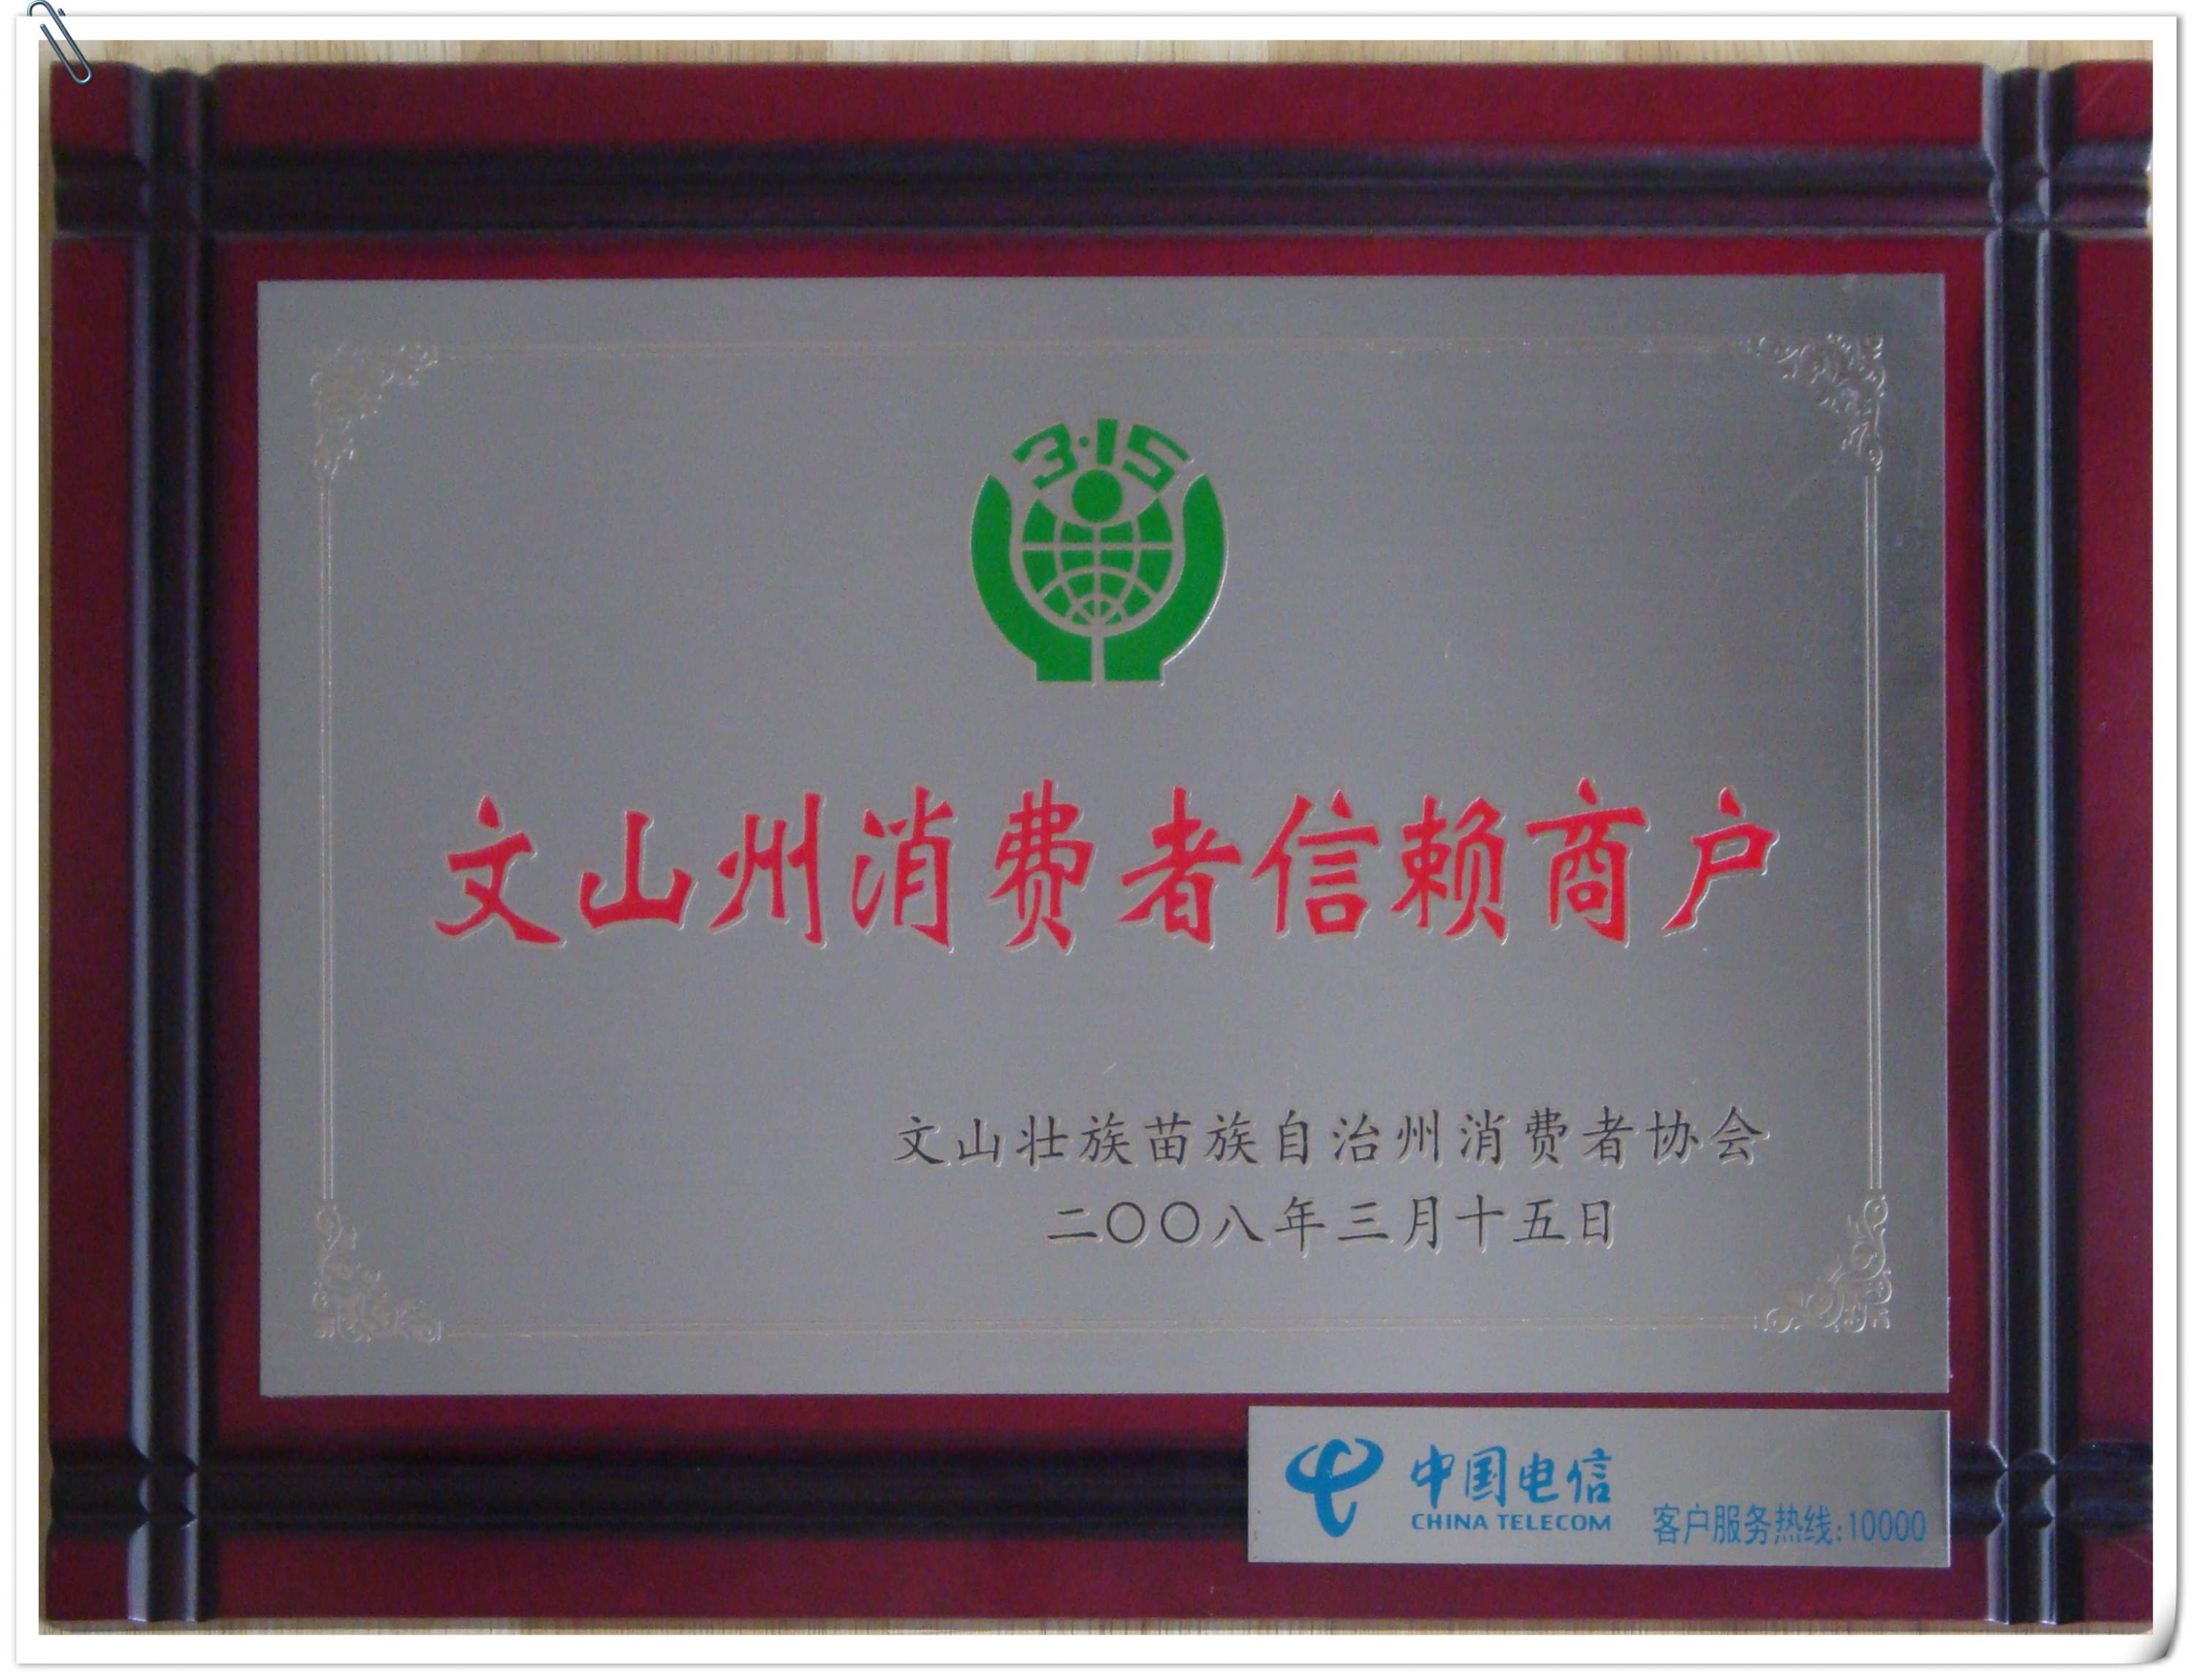 3·15
文山州消费者信赖商户
文山壮族苗族自治州消费者协会
二〇〇八年三月十五日
中国电信
CHINA TELECOM
客户服务热线:10000